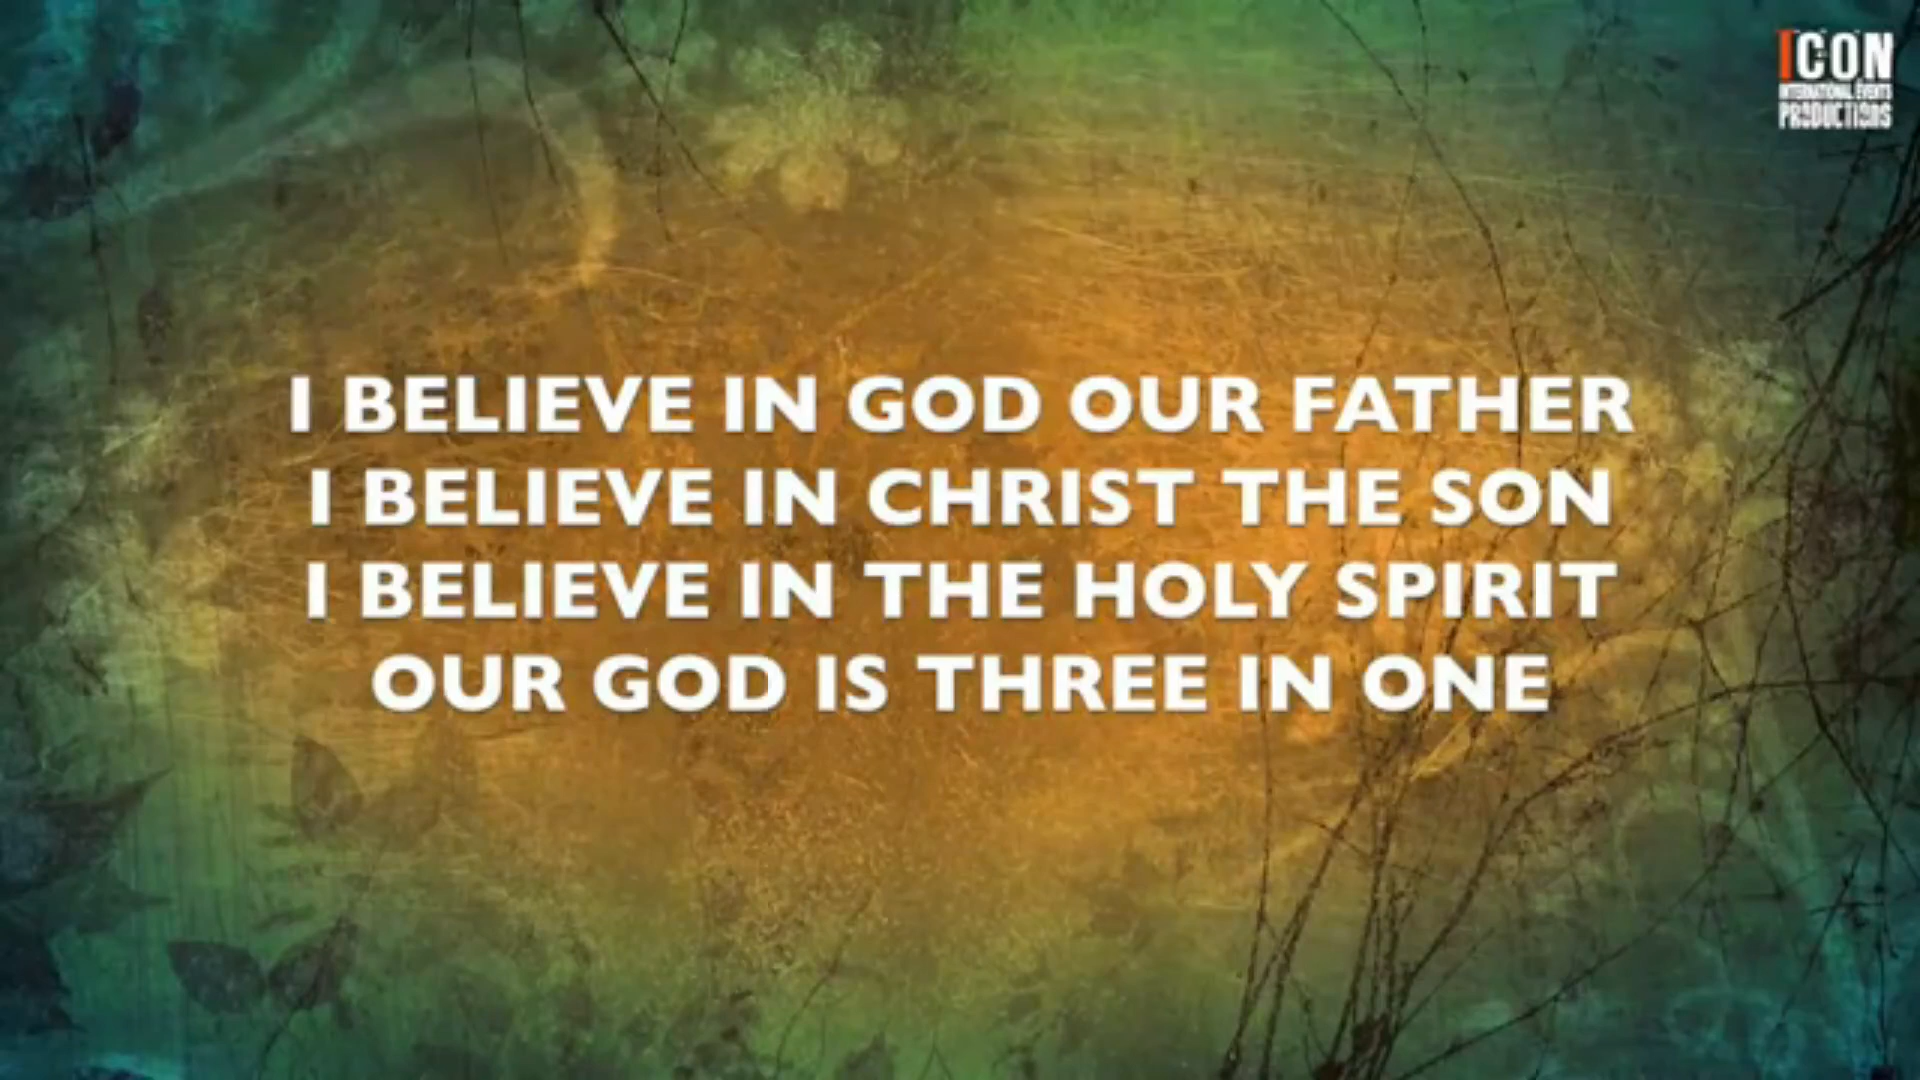 ICON
INTERNATIONAL EVENTS
PRODUCTIONS
I BELIEVE IN GOD OUR FATHER
I BELIEVE IN CHRIST THE SON
I BELIEVE IN THE HOLY SPIRIT
OUR GOD IS THREE IN ONE